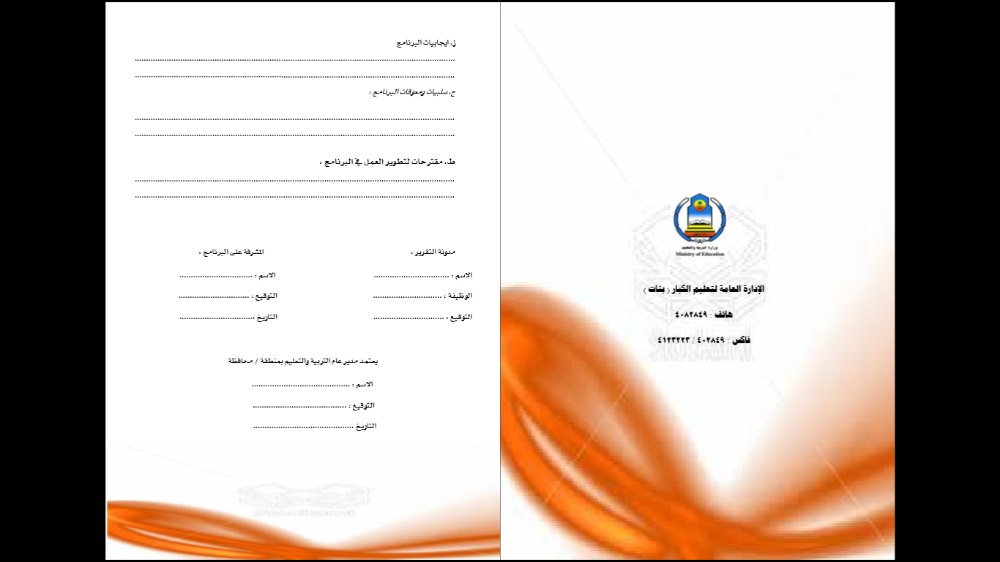 وزارة التربية والتعليم
Ministry of Education
الإدارة العامة لتعليم الكبار ( بنات )
هاتف : ٤٠٨٢٨٤٩
فاكس : ٤٠٢٨٤٩ / ٤١٢٣٢٢٣
ز. ايجابيات البرنامج
ح. سلبيات ومعوقات البرنامج :
ط. مقترحات لتطوير العمل في البرنامج :
مدونة التقرير : المشرفة على البرنامج :
الاسم : ................................. الاسم : ................................
الوظيفة : .............................. التوقيع : ...............................
التوقيع : ............................... التاريخ :................................
يعتمد مدير عام التربية والتعليم بمنطقة / محافظة
الاسم : ...........................................
التوقيع : .........................................
التاريخ ............................................